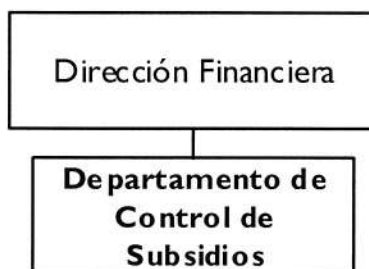 Dirección Financiera
Departamento de
Control de
Subsidios